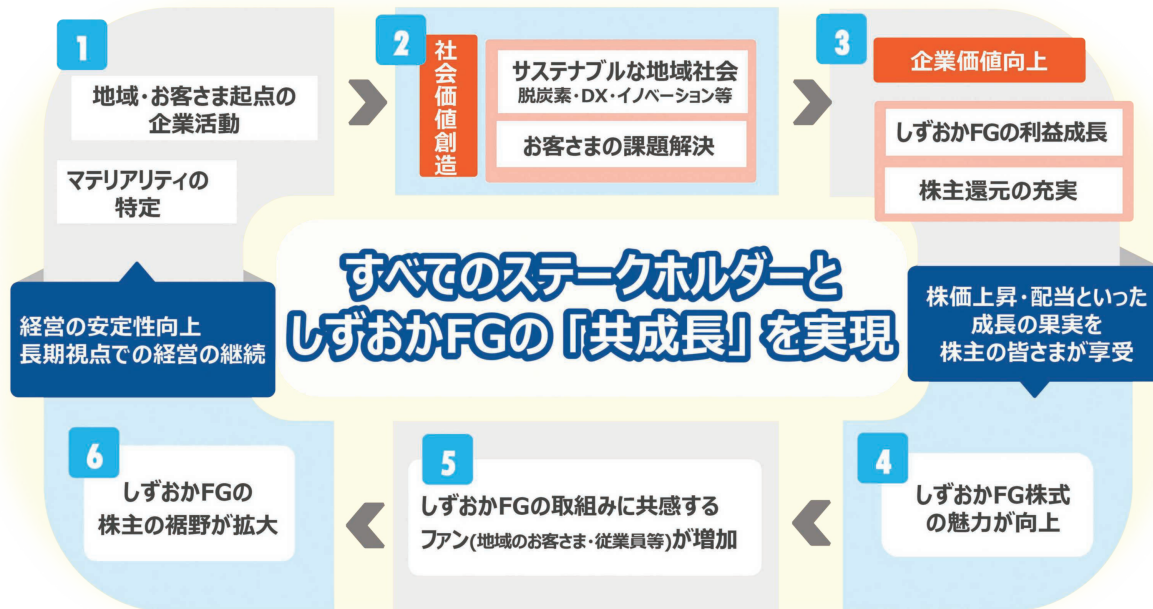 1
地域・お客さま起点の
企業活動
マテリアリティの
特定
2
社会価値創造
サステナブルな地域社会
脱炭素・DX・イノベーション等
お客さまの課題解決
3
企業価値向上
しずおかFGの利益成長
株主還元の充実
すべてのステークホルダーと
しずおかFGの「共成長」を実現
株価上昇・配当といった
成長の果実を
株主の皆さまが享受
4
しずおかFG株式
の魅力が向上
5
しずおかFGの取組みに共感する
ファン(地域のお客さま・従業員等)が増加
6
しずおかFGの
株主の裾野が拡大
経営の安定性向上
長期視点での経営の継続